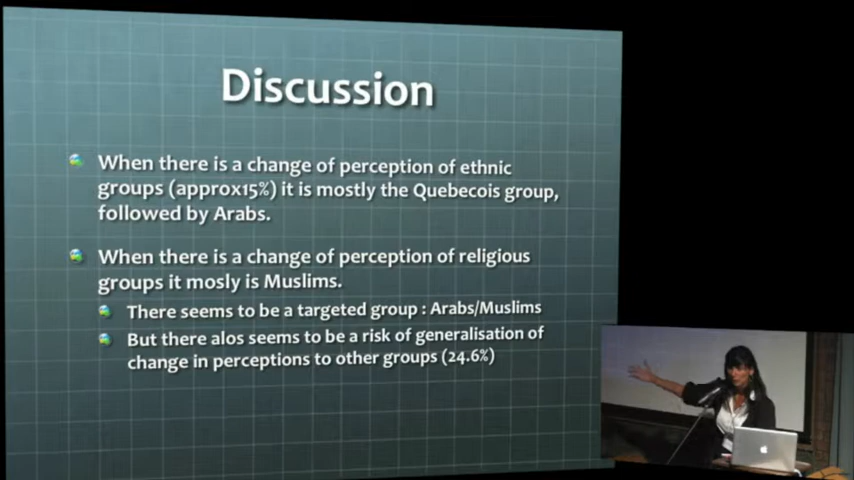 Discussion
When there is a change of perception of ethnic
groups (approx15%) it is mostly the Quebecois group,
followed by Arabs.
When there is a change of perception of religious
groups it mosly is Muslims.
There seems to be a targeted group : Arabs/Muslims
But there alos seems to be a risk of generalisation of
change in perceptions to other groups (24.6%)